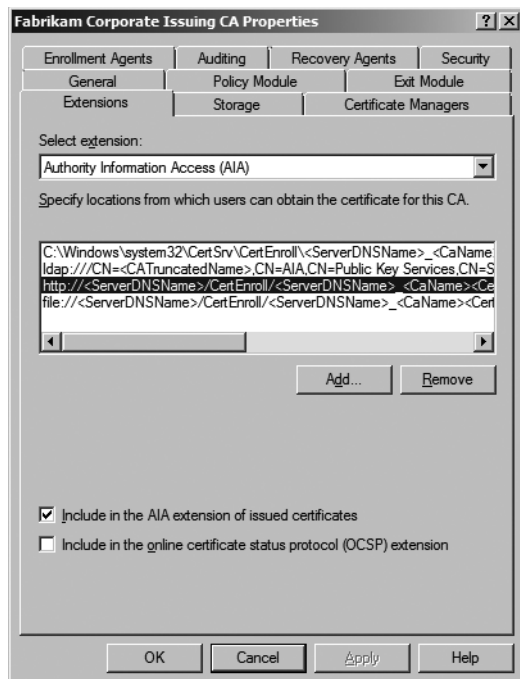 Fabrikam Corporate Issuing CA Properties
Enrollment Agents Auditing Recovery Agents Security
General Policy Module Exit Module
Extensions Storage Certificate Managers
Select extension:
Authority Information Access (AIA)
Specify locations from which users can obtain the certificate for this CA.
C:\Windows\system32\CertSrv\CertEnroll\<ServerDNSName>_<CaName
ldap:///CN=<CATruncatedName>,CN=AIA,CN=Public Key Services,CN=S
http://<ServerDNSName>/CertEnroll/<ServerDNSName>_<CaName><Ce
file://<ServerDNSName>/CertEnroll/<ServerDNSName>_<CaName><Cert
Add... Remove
Include in the AIA extension of issued certificates
Include in the online certificate status protocol (OCSP) extension
OK Cancel Apply Help